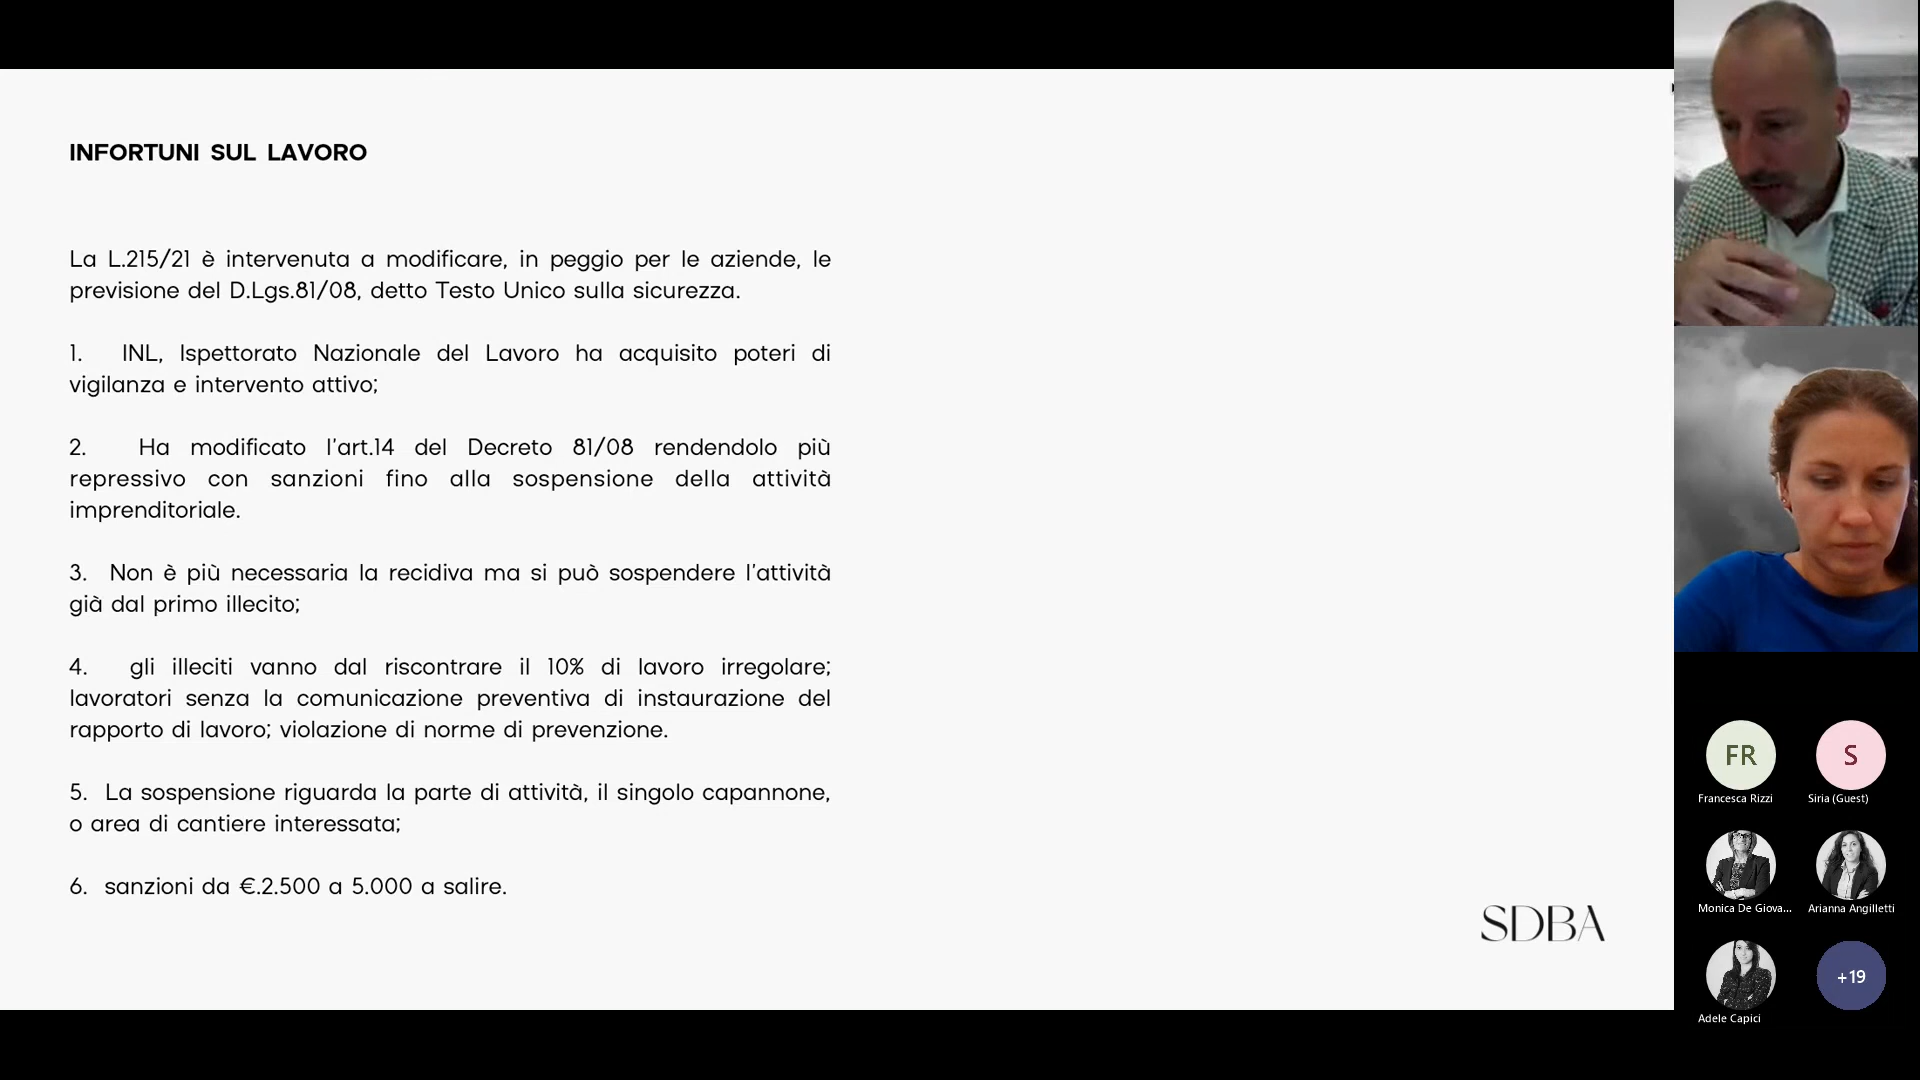 INFORTUNI SUL LAVORO
La L.215/21 è intervenuta a modificare, in peggio per le aziende, le
previsione del D.Lgs.81/08, detto Testo Unico sulla sicurezza.
1. INL, Ispettorato Nazionale del Lavoro ha acquisito poteri di
vigilanza e intervento attivo;
2. Ha modificato l'art.14 del Decreto 81/08 rendendolo più
repressivo con sanzioni fino alla sospensione della attività
imprenditoriale.
3. Non è più necessaria la recidiva ma si può sospendere l'attività
già dal primo illecito;
4. gli illeciti vanno dal riscontrare il 10% di lavoro irregolare;
lavoratori senza la comunicazione preventiva di instaurazione del
rapporto di lavoro; violazione di norme di prevenzione.
5. La sospensione riguarda la parte di attività, il singolo capannone,
o area di cantiere interessata;
6. sanzioni da €.2.500 a 5.000 a salire.
SDBA
FR
S
Francesca Rizzi
Siria (Guest)
Monica De Giova...
Arianna Angilletti
+19
Adele Capici